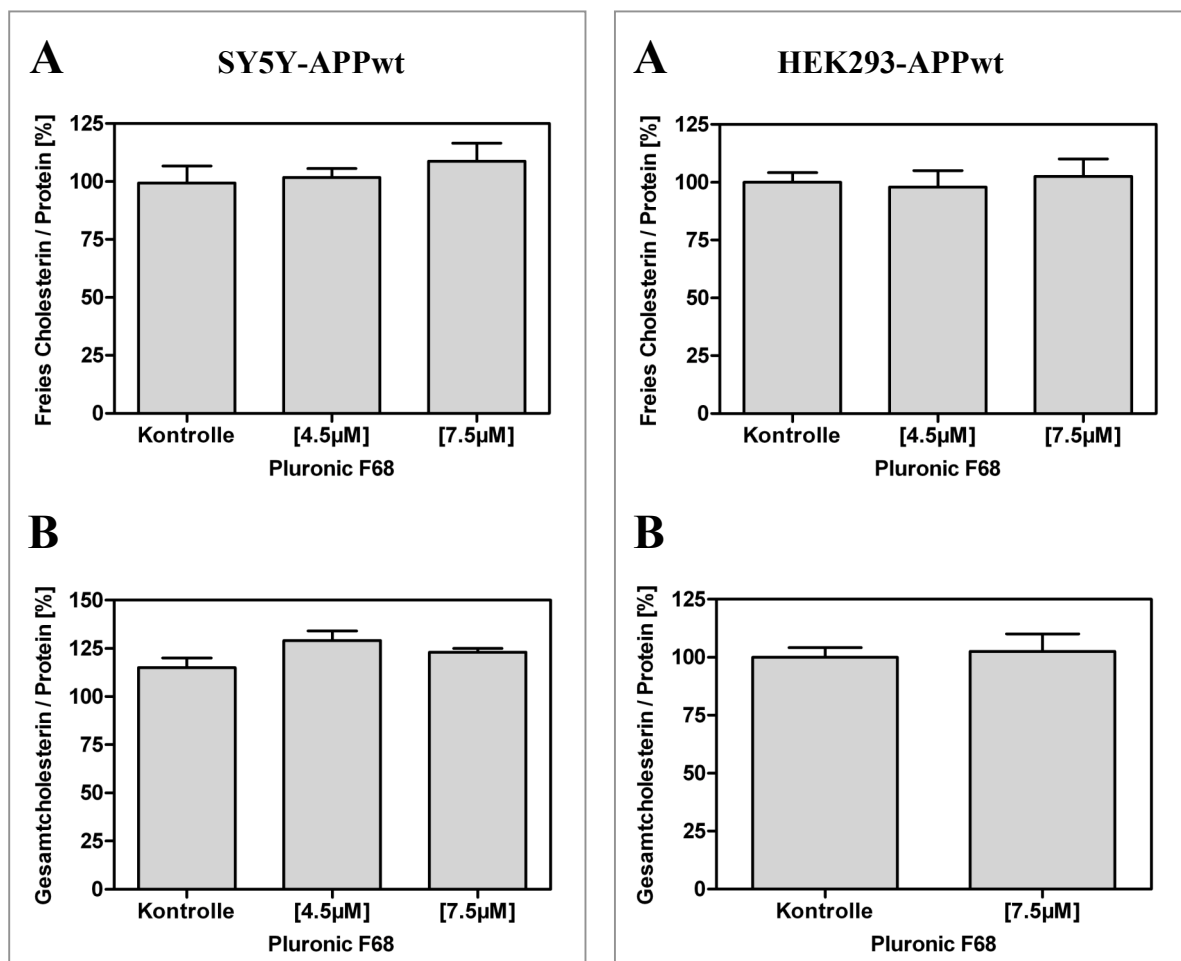 A SY5Y-APPwt
Freies Cholesterin / Protein [%]
125
100
75
50
25
0
Kontrolle [4.5µM] [7.5µM]
Pluronic F68
B
Gesamtcholesterin / Protein [%]
150
125
100
75
50
25
0
Kontrolle [4.5µM] [7.5µM]
Pluronic F68
A HEK293-APPwt
Freies Cholesterin / Protein [%]
125
100
75
50
25
0
Kontrolle [4.5µM] [7.5µM]
Pluronic F68
B
Gesamtcholesterin / Protein [%]
125
100
75
50
25
0
Kontrolle [7.5µM]
Pluronic F68